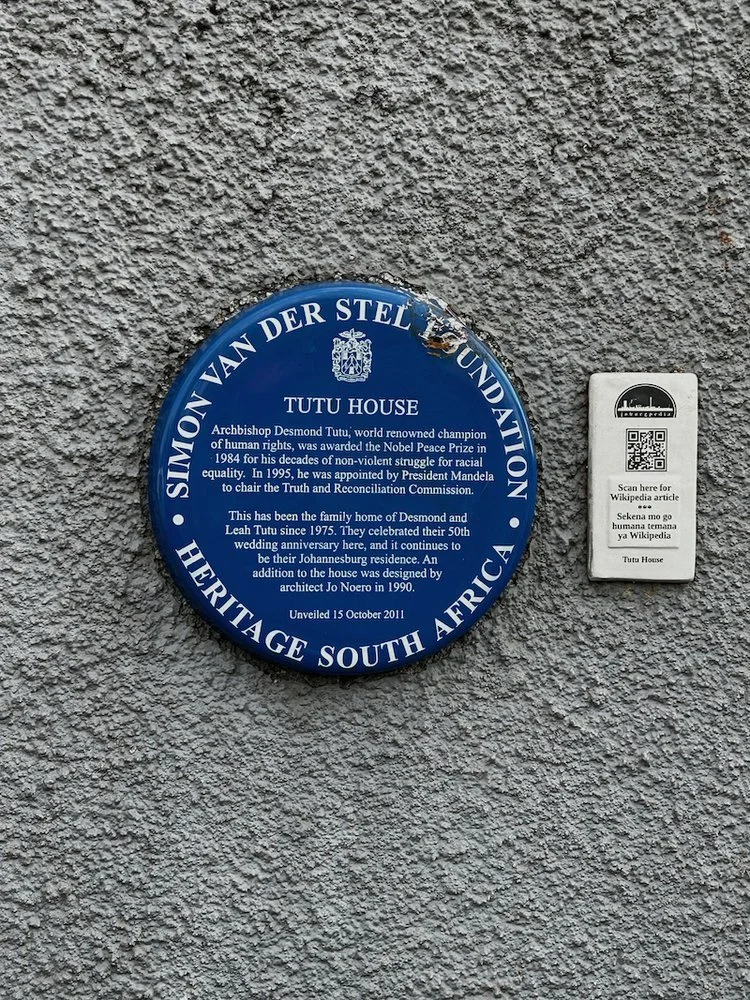 SIMON VAN DER STEL FOUNDATION
TUTU HOUSE
Archbishop Desmond Tutu, world renowned champion
of human rights, was awarded the Nobel Peace Prize in
1984 for his decades of non-violent struggle for racial
equality. In 1995, he was appointed by President Mandela
to chair the Truth and Reconciliation Commission.
This has been the family home of Desmond and
Leah Tutu since 1975. They celebrated their 50th
wedding anniversary here, and it continues to
be their Johannesburg residence. An
addition to the house was designed by
architect Jo Noero in 1990.
Unveiled 15 October 2011
• HERITAGE SOUTH AFRICA •
joburgpedia
Scan here for
Wikipedia article
•••
Sekena mo go
humana temana
ya Wikipedia
Tutu House